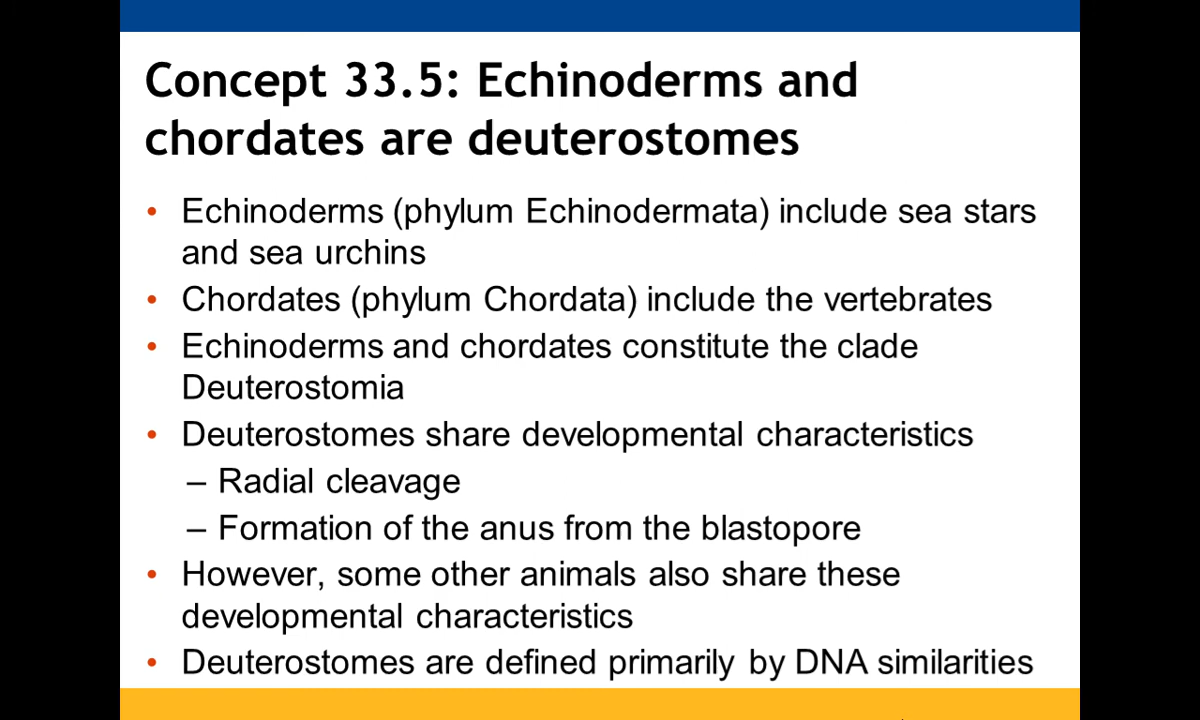 Concept 33.5: Echinoderms and
chordates are deuterostomes
• Echinoderms (phylum Echinodermata) include sea stars
and sea urchins
• Chordates (phylum Chordata) include the vertebrates
• Echinoderms and chordates constitute the clade
Deuterostomia
• Deuterostomes share developmental characteristics
– Radial cleavage
– Formation of the anus from the blastopore
• However, some other animals also share these
developmental characteristics
• Deuterostomes are defined primarily by DNA similarities